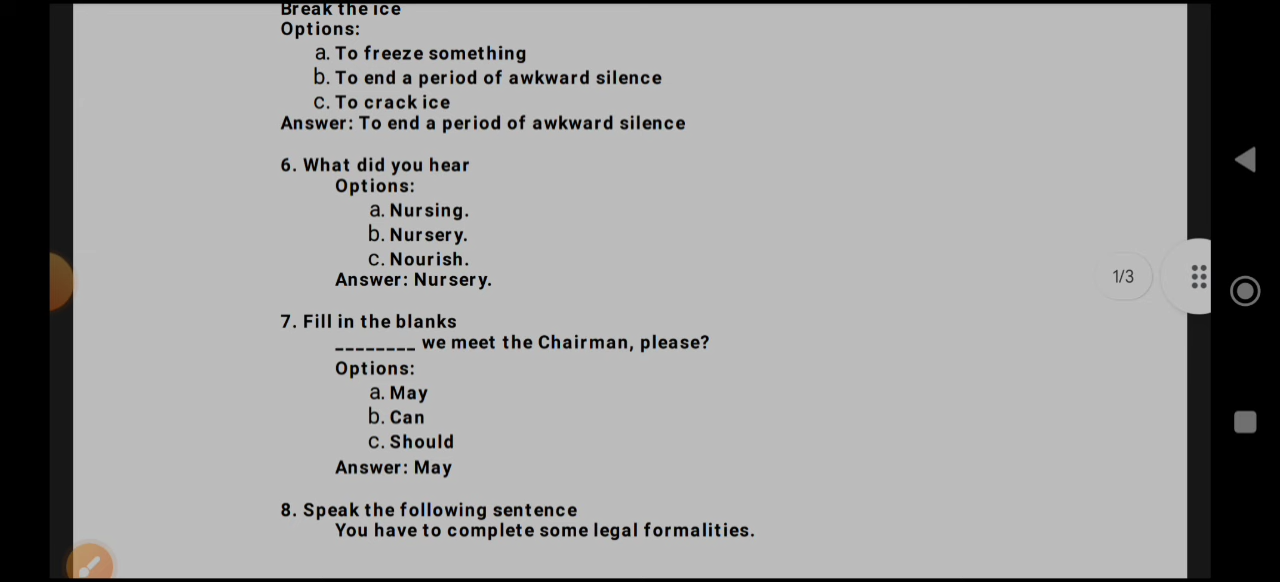 Break the ice
Options:
a. To freeze something
b. To end a period of awkward silence
c. To crack ice
Answer: To end a period of awkward silence
6. What did you hear
Options:
a. Nursing.
b. Nursery.
c. Nourish.
Answer: Nursery.
7. Fill in the blanks
________ we meet the Chairman, please?
Options:
a. May
b. Can
c. Should
Answer: May
8. Speak the following sentence
You have to complete some legal formalities.
1/3